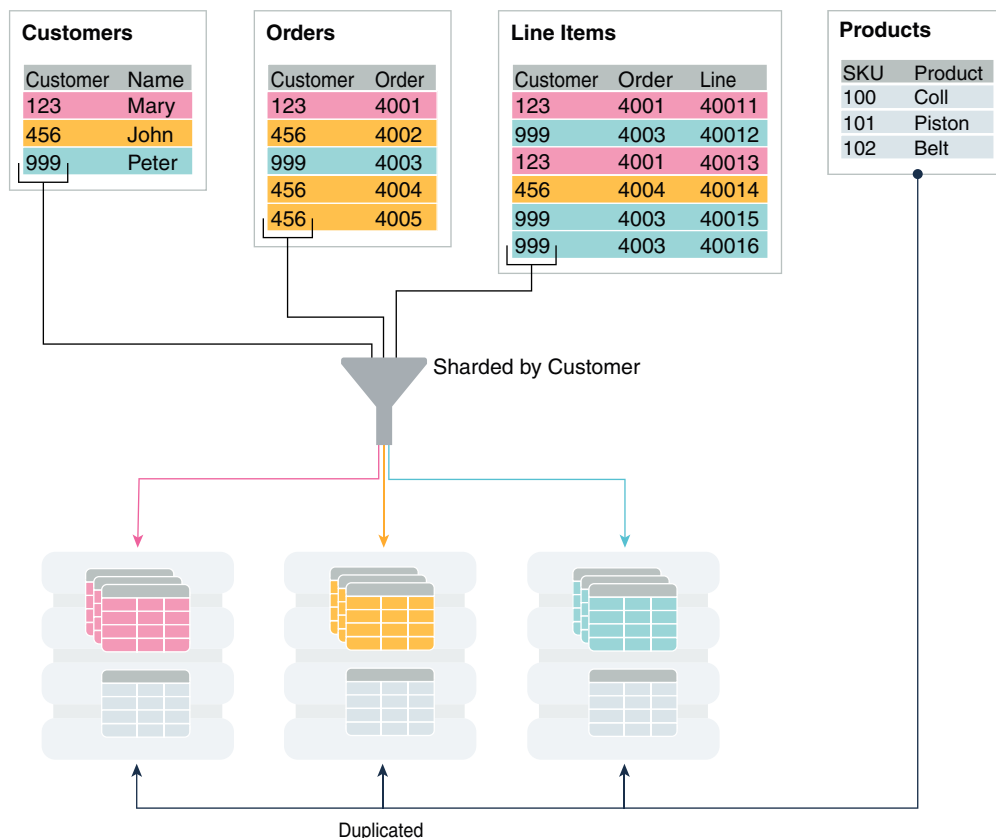 Customers
Customer Name
123 Mary
456 John
999 Peter
Orders
Customer Order
123 4001
456 4002
999 4003
456 4004
456 4005
Line Items
Customer Order Line
123 4001 40011
999 4003 40012
123 4001 40013
456 4004 40014
999 4003 40015
999 4003 40016
Products
SKU Product
100 Coll
101 Piston
102 Belt
Sharded by Customer
Duplicated